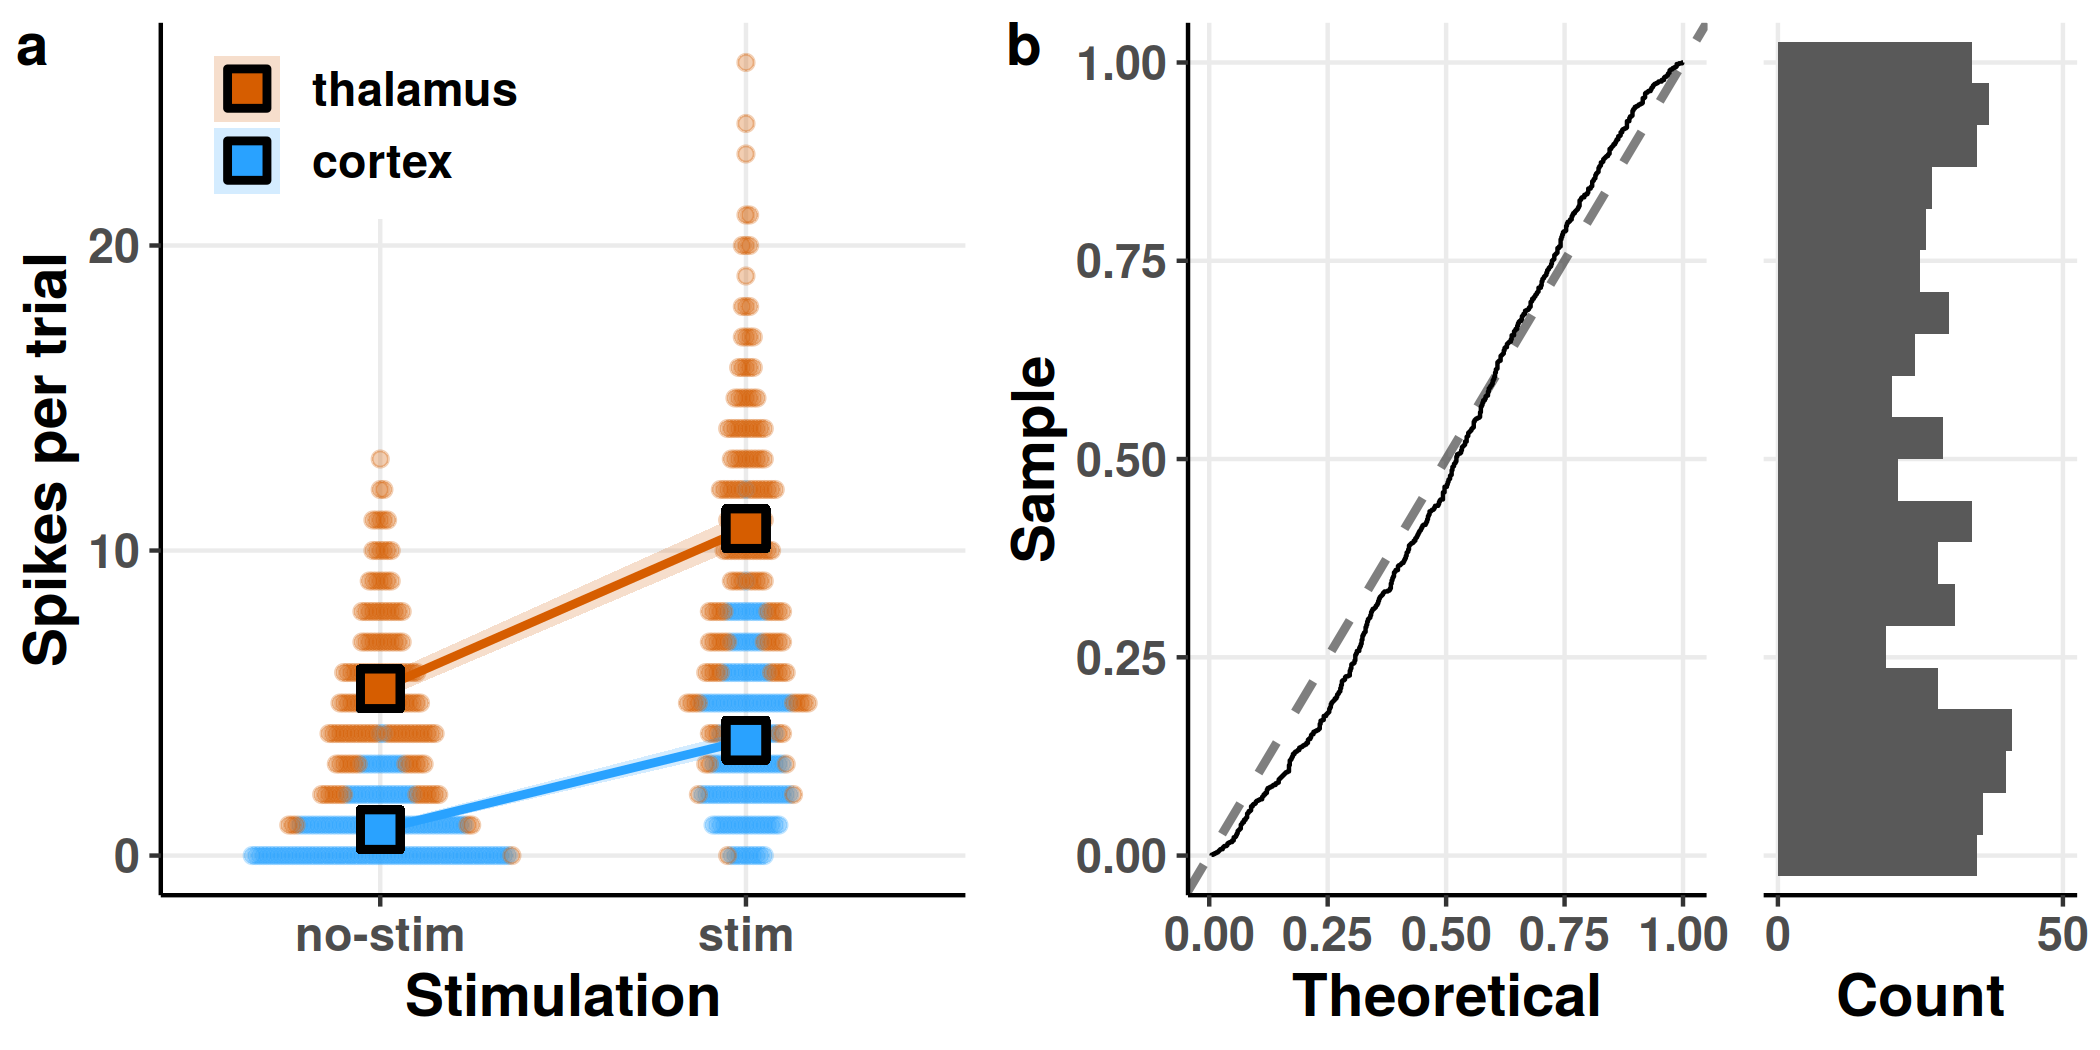 a
thalamus
cortex
Spikes per trial
20
10
0
no-stim stim
Stimulation
b
Sample
1.00
0.75
0.50
0.25
0.00
0.00 0.25 0.50 0.75 1.00
Theoretical
0 50
Count